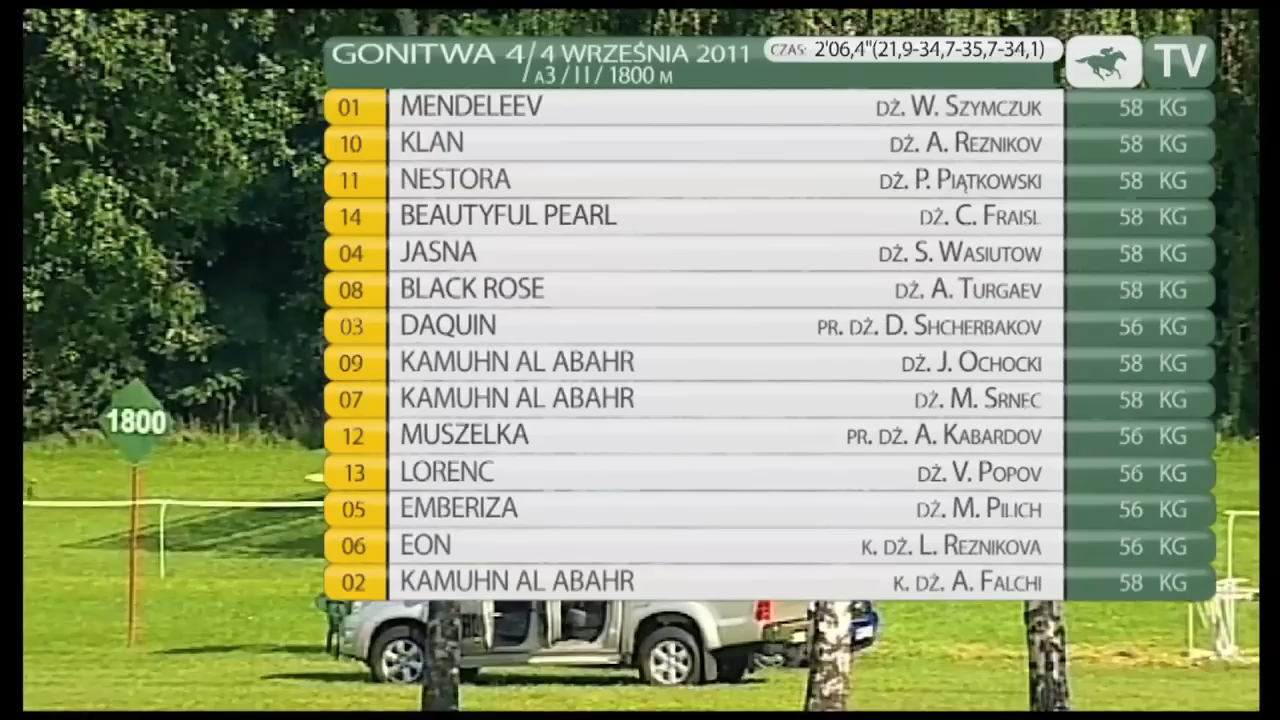 GONITWA 4/4 WRZEŚNIA 2011 CZAS: 2'06,4"(21,9-34,7-35,7-34,1) TV
A3/II/1800 M
01 MENDELEEV DŻ. W. SZYMCZUK 58 KG
10 KLAN DŻ. A. REZNIKOV 58 KG
11 NESTORA DŻ. P. PIĄTKOWSKI 58 KG
14 BEAUTYFUL PEARL DŻ. C. FRAISL 58 KG
04 JASNA DŻ. S. WASIUTOW 58 KG
08 BLACK ROSE DŻ. A. TURGAEV 58 KG
03 DAQUIN PR. DŻ. D. SHCHERBAKOV 56 KG
09 KAMUHN AL ABAHR DŻ. J. OCHOCKI 58 KG
07 KAMUHN AL ABAHR DŻ. M. SRNEC 58 KG
12 MUSZELKA PR. DŻ. A. KABARDOV 56 KG
13 LORENC DŻ. V. POPOV 56 KG
05 EMBERIZA DŻ. M. PILICH 56 KG
06 EON K. DŻ. L. REZNIKOVA 56 KG
02 KAMUHN AL ABAHR K. DŻ. A. FALCHI 58 KG
1800